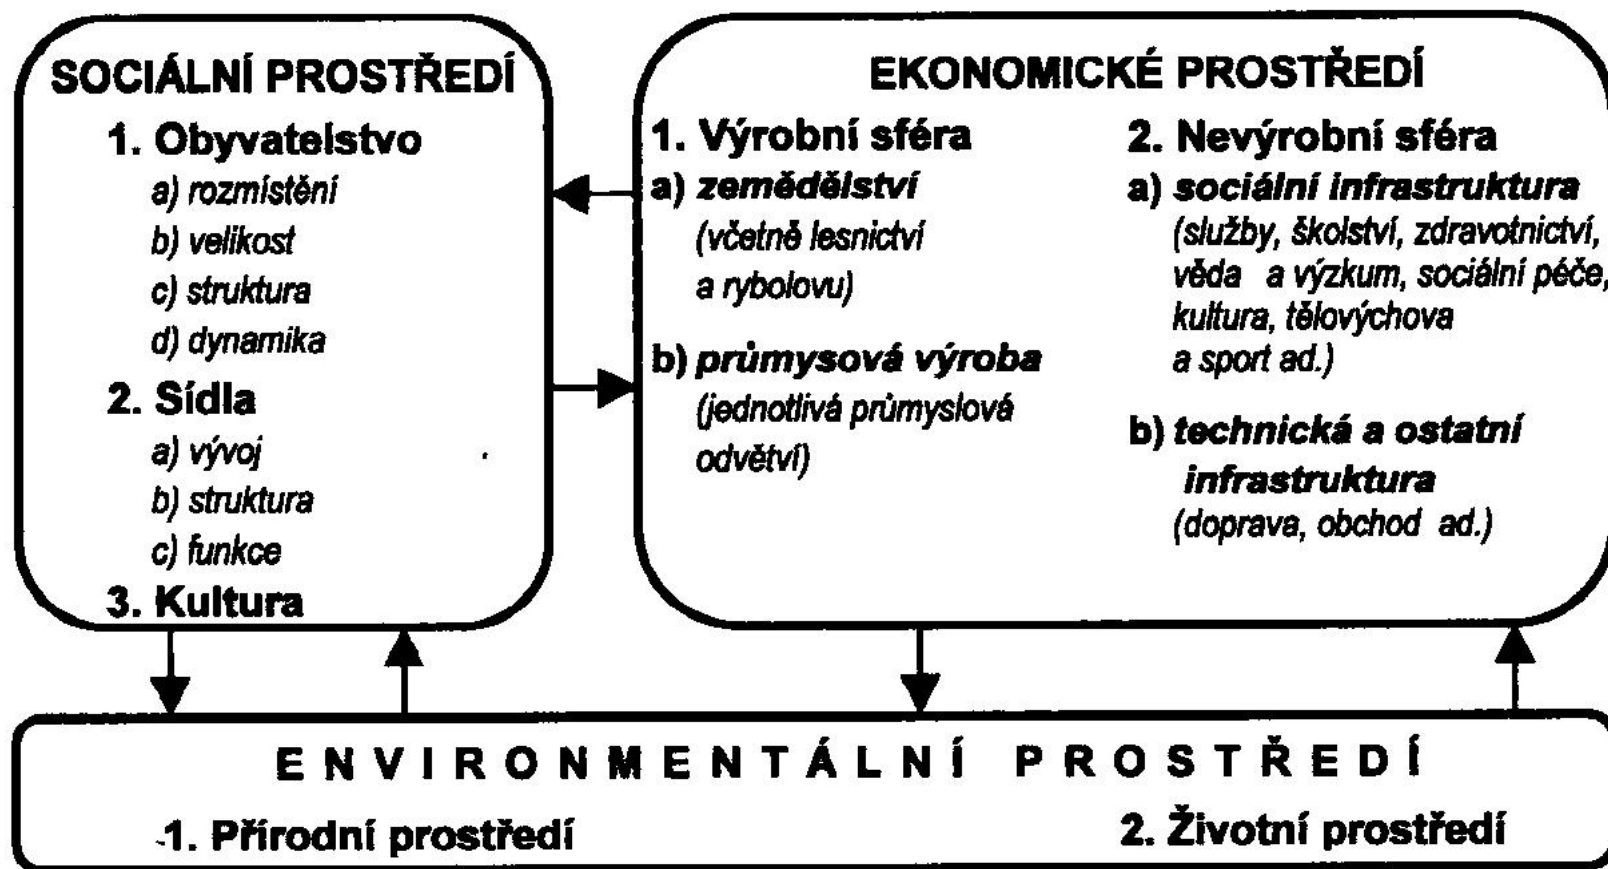 SOCIÁLNÍ PROSTŘEDÍ
1. Obyvatelstvo
a) rozmístění
b) velikost
c) struktura
d) dynamika
2. Sídla
a) vývoj
b) struktura
c) funkce
3. Kultura
EKONOMICKÉ PROSTŘEDÍ
1. Výrobní sféra
a) zemědělství
(včetně lesnictví
a rybolovu)
b) průmysová výroba
(jednotlivá průmyslová
odvětví)
2. Nevýrobní sféra
a) sociální infrastruktura
(služby, školství, zdravotnictví,
věda a výzkum, sociální péče,
kultura, tělovýchova
a sport ad.)
b) technická a ostatní
infrastruktura
(doprava, obchod ad.)
ENVIRONMENTÁLNÍ PROSTŘEDÍ
1. Přírodní prostředí
2. Životní prostředí